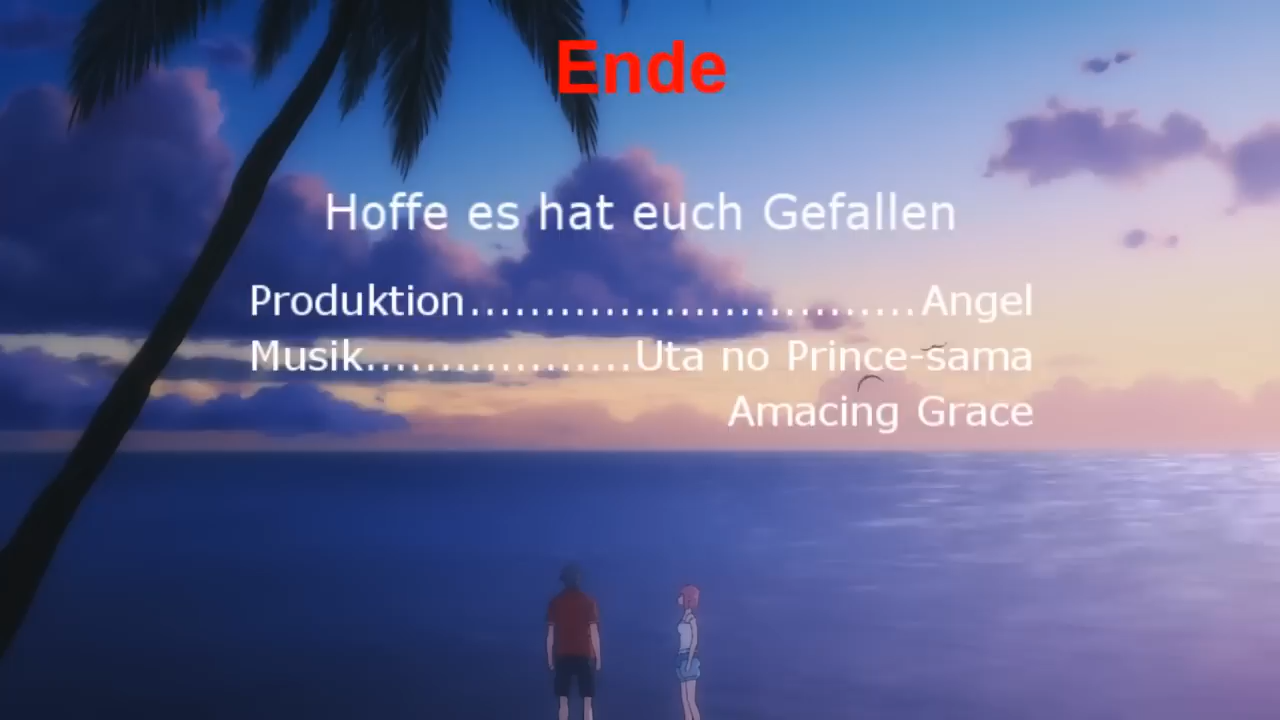 Ende
Hoffe es hat euch Gefallen
Produktion..............................Angel
Musik..................Uta no Prince-sama
Amacing Grace